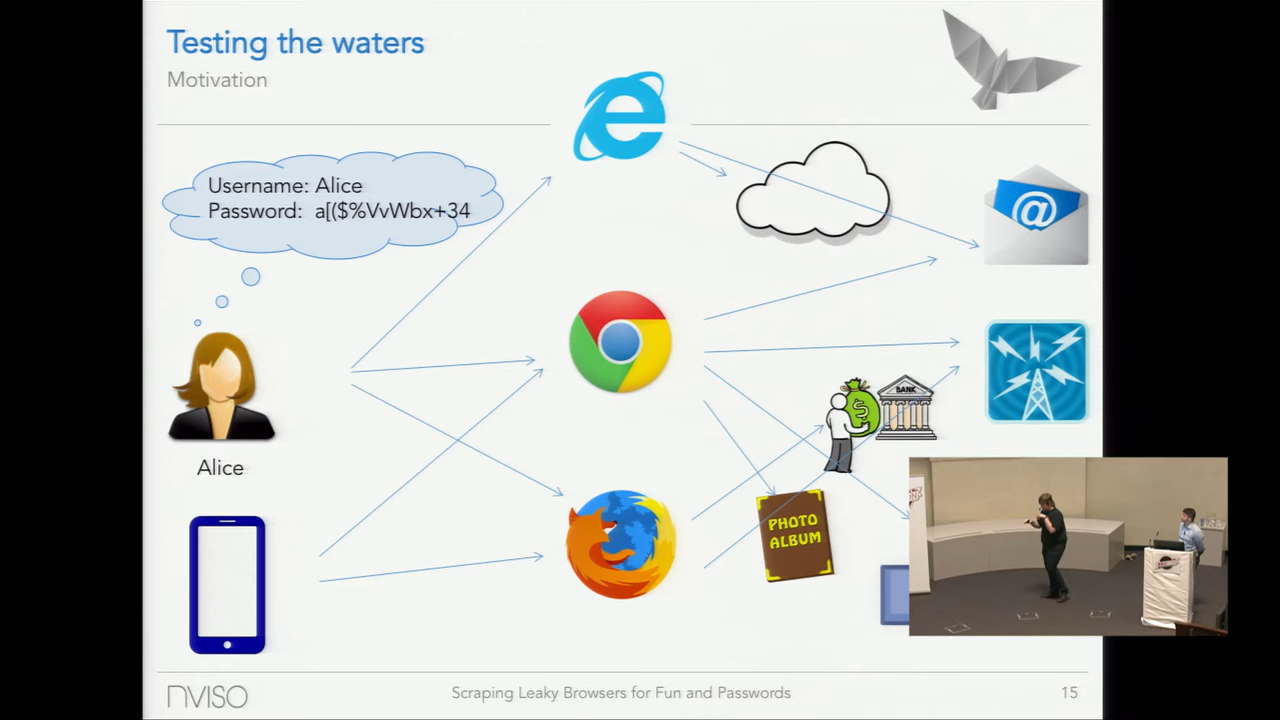 Testing the waters
Motivation
Username: Alice
Password: a[($%VvWbx+34
@
BANK
$
PHOTO
ALBUM
Alice
NVISO
Scraping Leaky Browsers for Fun and Passwords
15